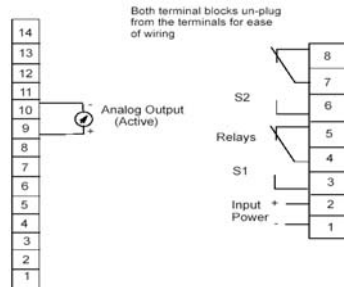 Both terminal blocks un-plug
from the terminals for ease
of wiring
14
13
12
11
10
9
8
7
6
5
4
3
2
1
-
+
Analog Output
(Active)
8
7
6
5
4
3
2
1
S2
Relays
S1
Input +
Power -